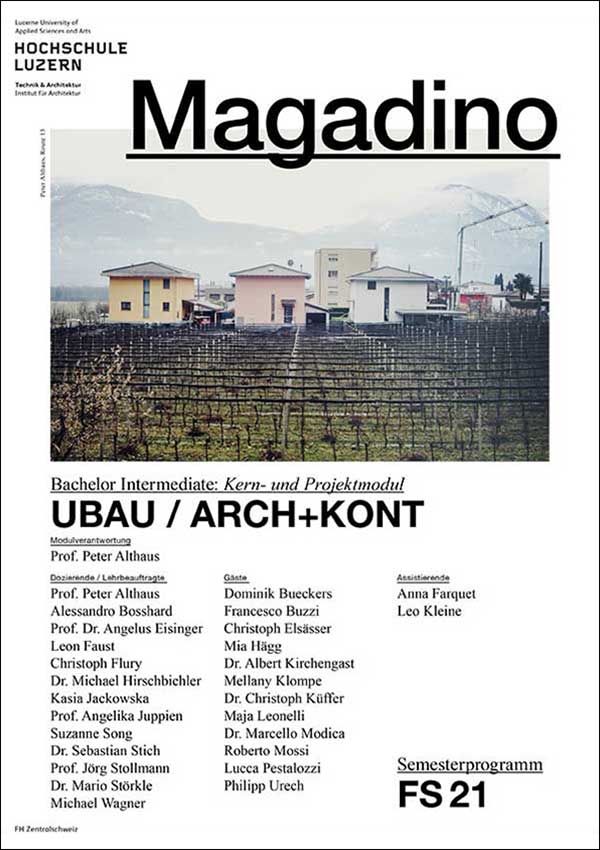 Lucerne University of
Applied Sciences and Arts
HOCHSCHULE
LUZERN
Technik & Architektur
Institut für Architektur
Magadino
Peter Althaus, Route 13
Bachelor Intermediate: Kern- und Projektmodul
UBAU / ARCH+KONT
Modulverantwortung
Prof. Peter Althaus
Dozierende / Lehrbeauftragte
Prof. Peter Althaus
Alessandro Bosshard
Prof. Dr. Angelus Eisinger
Leon Faust
Christoph Flury
Dr. Michael Hirschbichler
Kasia Jackowska
Prof. Angelika Juppien
Suzanne Song
Dr. Sebastian Stich
Prof. Jörg Stollmann
Dr. Mario Störkle
Michael Wagner
Gäste
Dominik Bueckers
Francesco Buzzi
Christoph Elsässer
Mia Hägg
Dr. Albert Kirchengast
Mellany Klompe
Dr. Christoph Küffer
Maja Leonelli
Dr. Marcello Modica
Roberto Mossi
Lucca Pestalozzi
Philipp Urech
Assistierende
Anna Farquet
Leo Kleine
Semesterprogramm
FS 21
FH Zentralschweiz